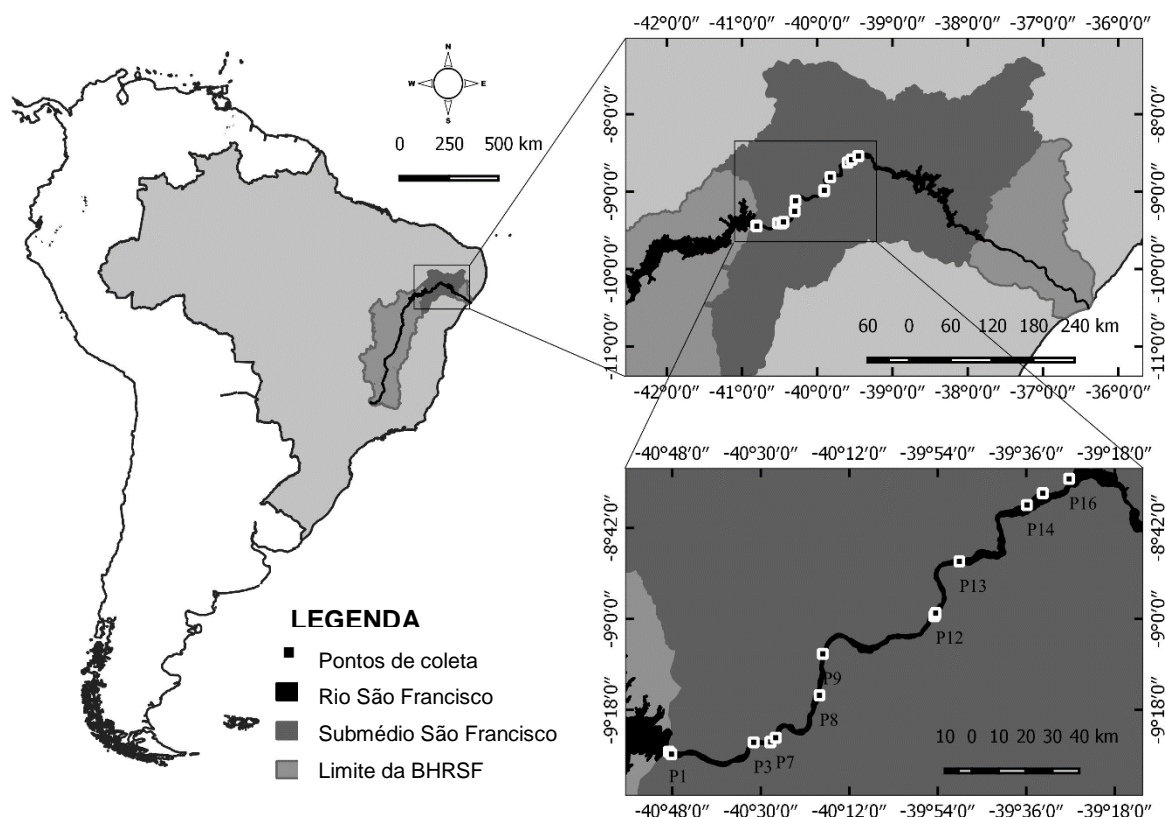 N
W E
S
0 250 500 km
LEGENDA
Pontos de coleta
Rio São Francisco
Submédio São Francisco
Limite da BHRSF
-42°0'0" -41°0'0" -40°0'0" -39°0'0" -38°0'0" -37°0'0" -36°0'0"
-8°0'0" -8°0'0"
-9°0'0" -9°0'0"
-10°0'0" -10°0'0"
-11°0'0" -11°0'0"
60 0 60 120 180 240 km
-42°0'0" -41°0'0" -40°0'0" -39°0'0" -38°0'0" -37°0'0" -36°0'0"
-40°48'0" -40°30'0" -40°12'0" -39°54'0" -39°36'0" -39°18'0"
-8°42'0" -8°42'0"
-9°0'0" -9°0'0"
-9°18'0" -9°18'0"
P16
P14
P13
P12
P9
P8
P7
P3
P1
10 0 10 20 30 40 km
-40°48'0" -40°30'0" -40°12'0" -39°54'0" -39°36'0" -39°18'0"